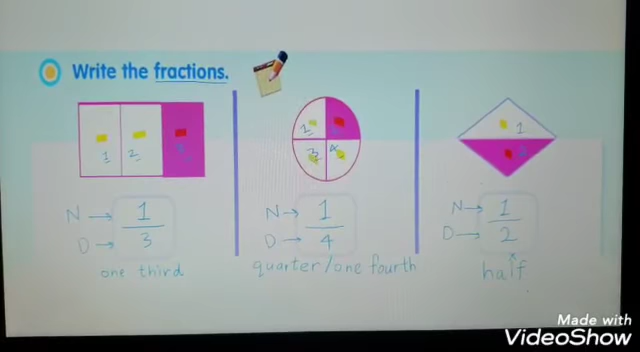 Write the fractions.
1 2 3
1 2
3 4
1
2
N → 1
D → 3
one third
N → 1
D → 4
quarter/one fourth
N → 1
D → 2
half
Made with
VideoShow